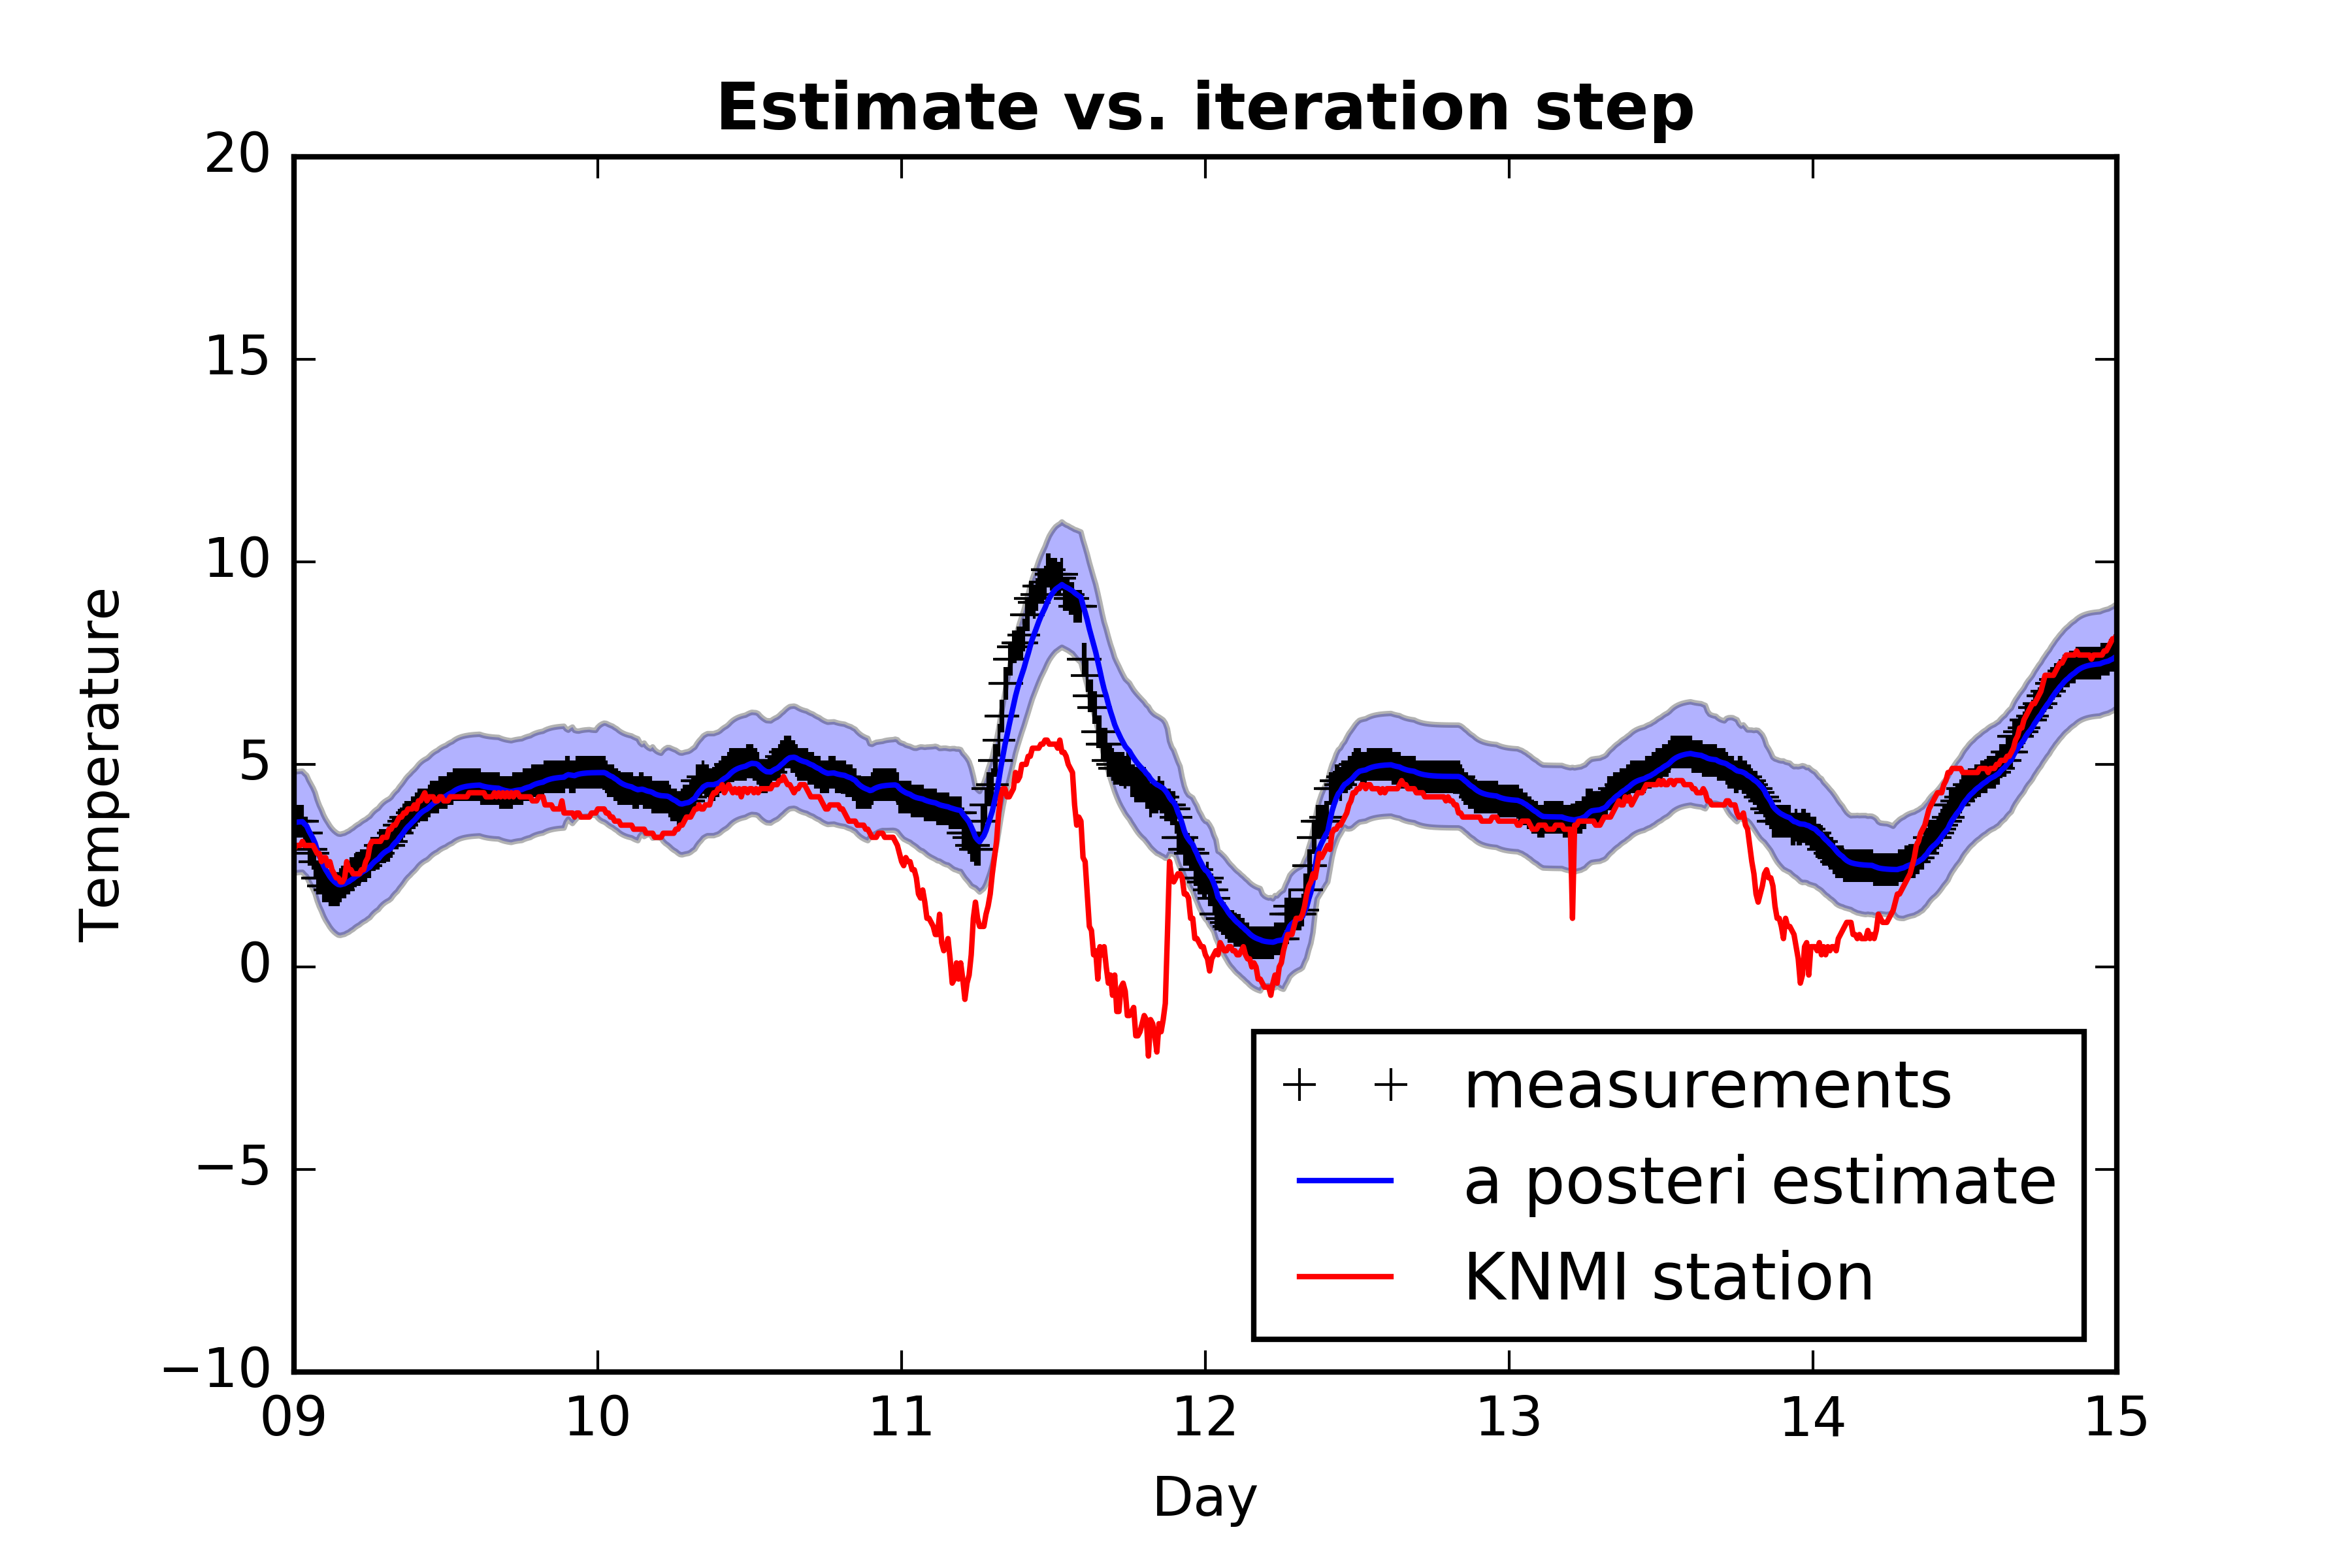 Estimate vs. iteration step
20
15
10
5
0
−5
−10
Temperature
measurements
a posteri estimate
KNMI station
09 10 11 12 13 14 15
Day